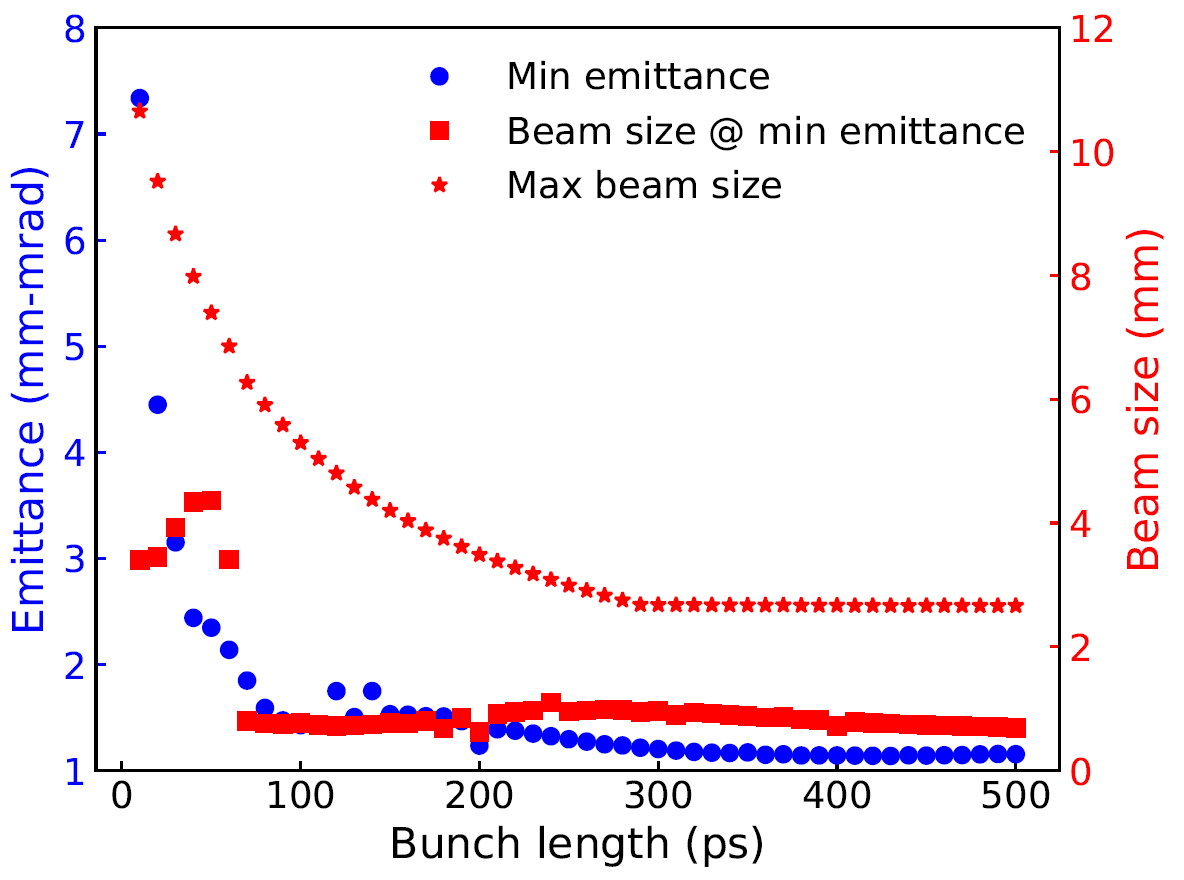 Min emittance
Beam size @ min emittance
Max beam size
Emittance (mm-mrad)
8
7
6
5
4
3
2
1
Beam size (mm)
12
10
8
6
4
2
0
0 100 200 300 400 500
Bunch length (ps)